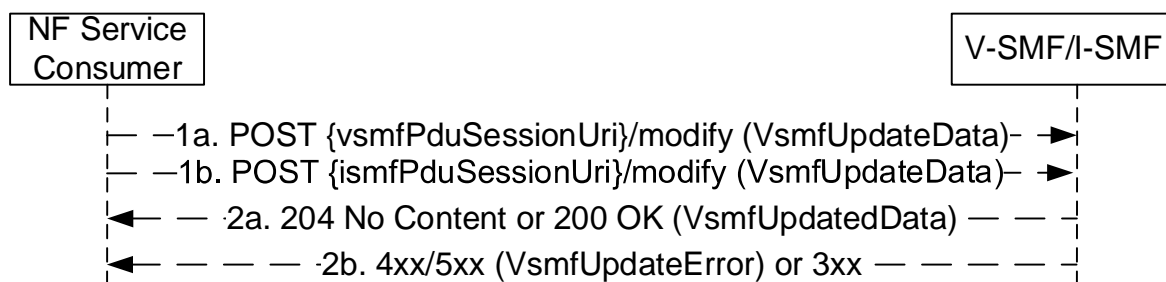 NF Service
Consumer
V-SMF/I-SMF
1a. POST {vsmfPduSessionUri}/modify (VsmfUpdateData)
1b. POST {ismfPduSessionUri}/modify (VsmfUpdateData)
2a. 204 No Content or 200 OK (VsmfUpdatedData)
2b. 4xx/5xx (VsmfUpdateError) or 3xx